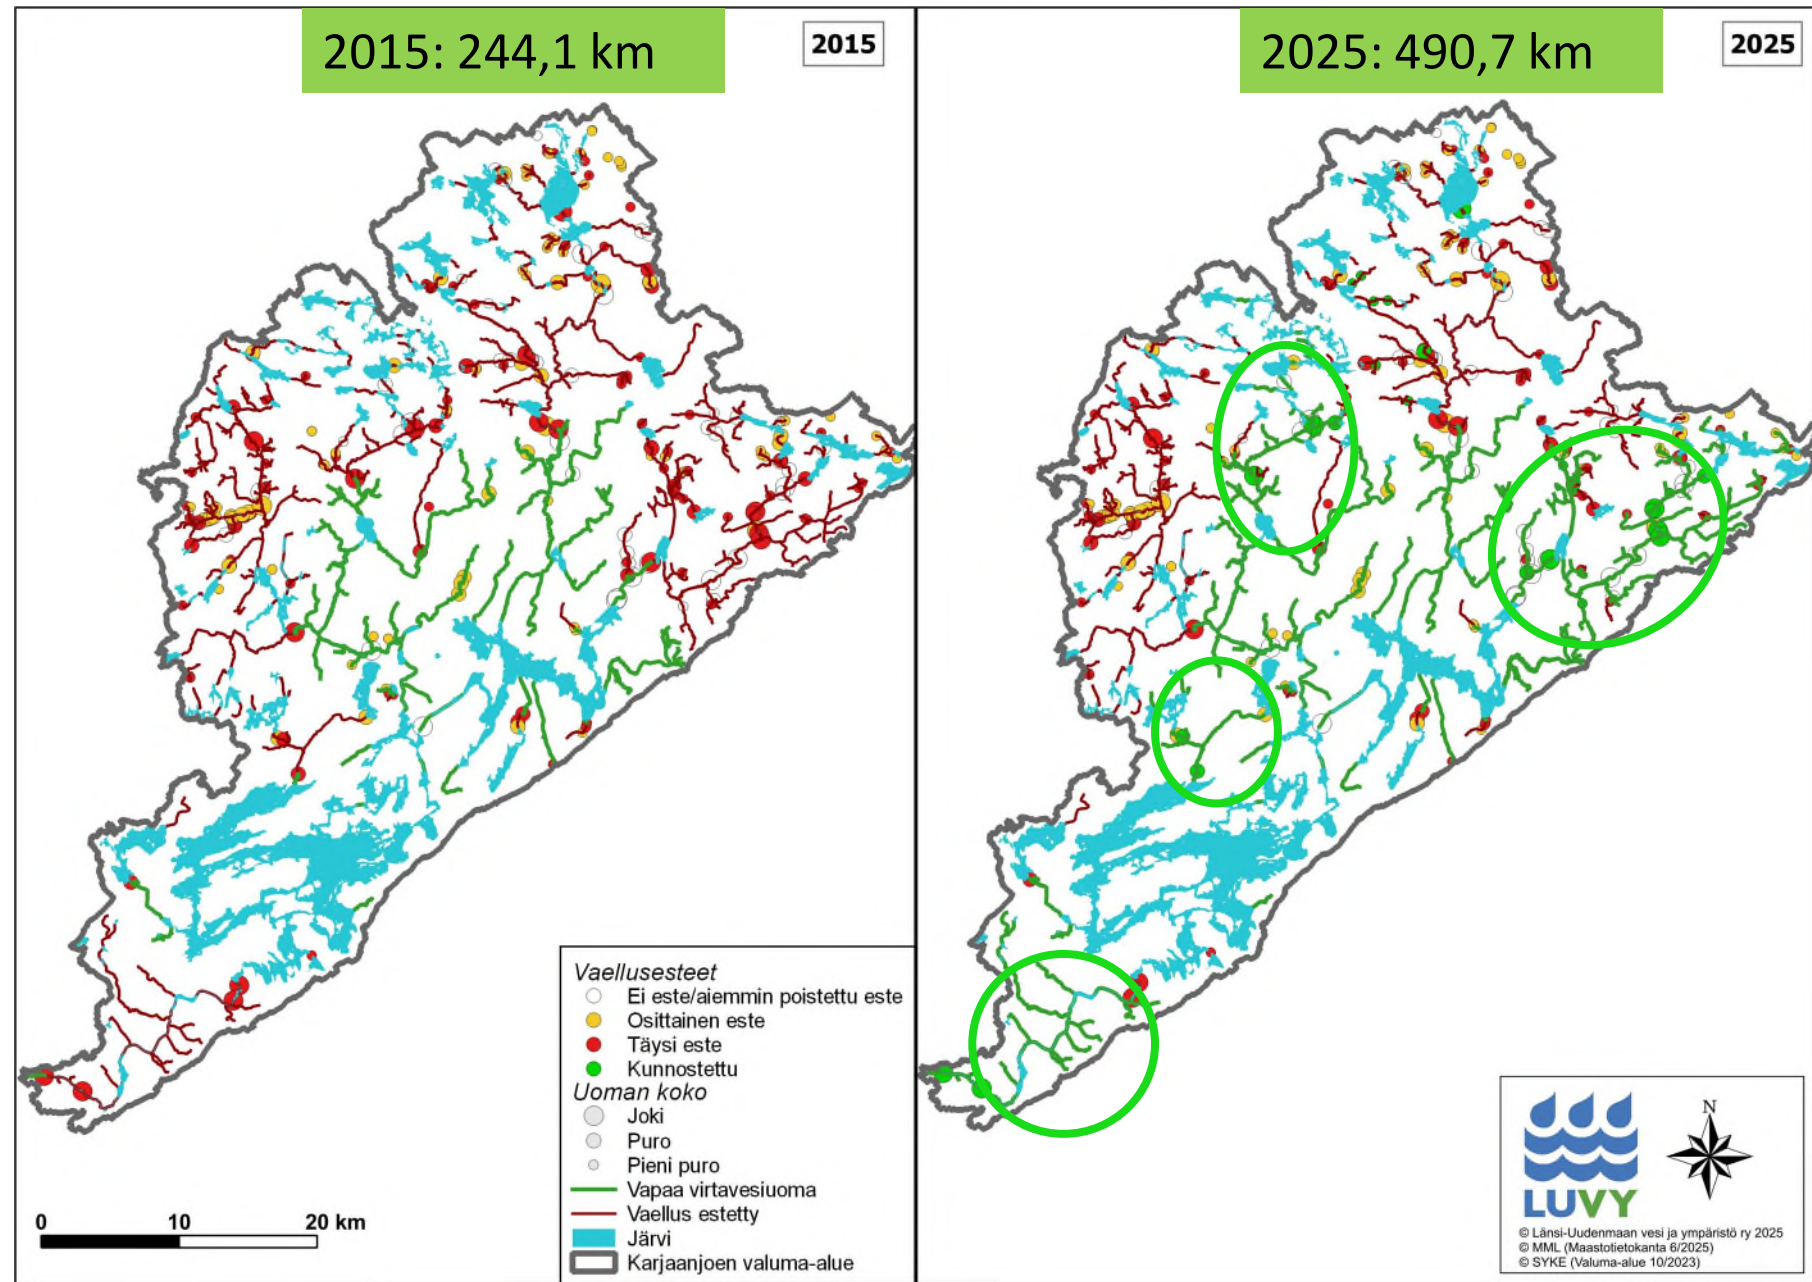 2015: 244,1 km
2015
2025: 490,7 km
2025
Vaellusesteet
Ei este/aiemmin poistettu este
Osittainen este
Täysi este
Kunnostettu
Uoman koko
Joki
Puro
Pieni puro
Vapaa virtavesiuoma
Vaellus estetty
Järvi
Karjaanjoen valuma-alue
0 10 20 km
N
LUVY
© Länsi-Uudenmaan vesi ja ympäristö ry 2025
© MML (Maastotietokanta 6/2025)
© SYKE (Valuma-alue 10/2023)